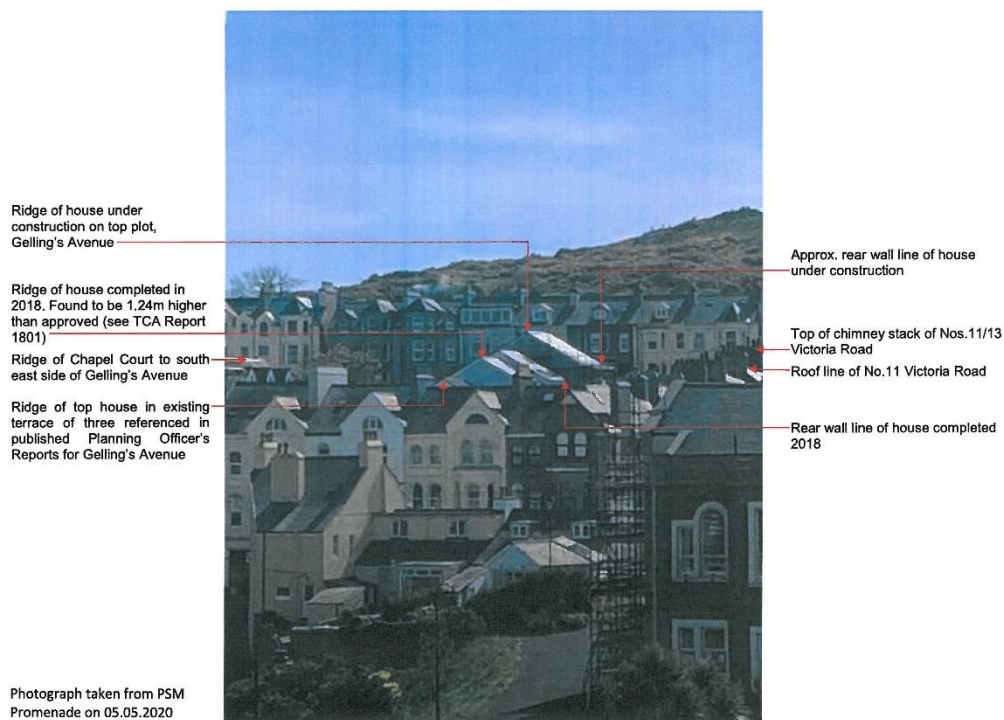 Ridge of house under
construction on top plot,
Gelling's Avenue
Ridge of house completed in
2018. Found to be 1.24m higher
than approved (see TCA Report
1801)
Ridge of Chapel Court to south
east side of Gelling's Avenue
Ridge of top house in existing
terrace of three referenced in
published Planning Officer's
Reports for Gelling's Avenue
Approx. rear wall line of house
under construction
Top of chimney stack of Nos.11/13
Victoria Road
Roof line of No.11 Victoria Road
Rear wall line of house completed
2018
Photograph taken from PSM
Promenade on 05.05.2020